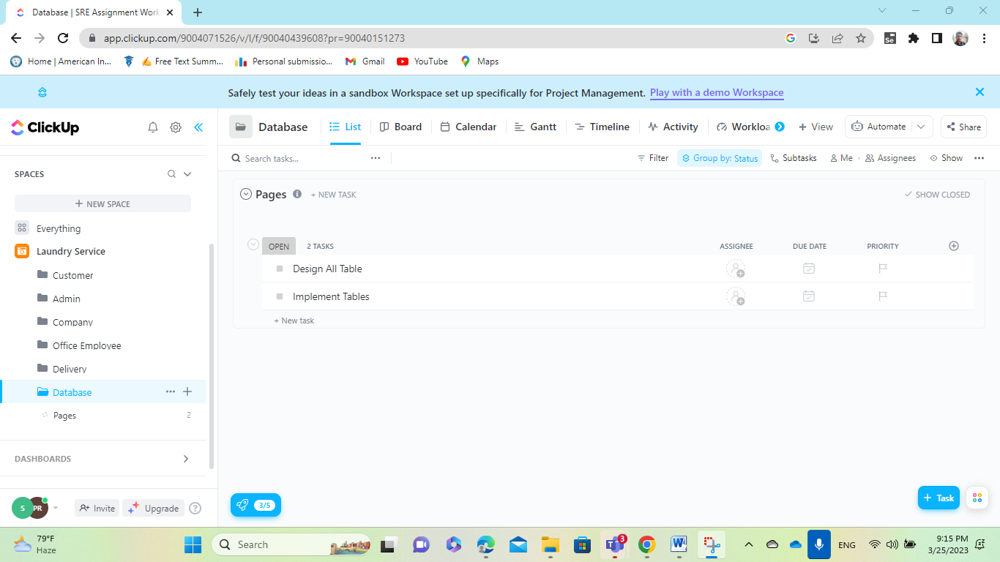 Database | SRE Assignment Work
app.clickup.com/9004071526/v/l/f/90040439608?pr=90040151273
Home | American In...
Free Text Summ...
Personal submissio...
Gmail
YouTube
Maps
Safely test your ideas in a sandbox Workspace set up specifically for Project Management. Play with a demo Workspace
ClickUp
Database
List
Board
Calendar
Gantt
Timeline
Activity
Workloa
+ View
Automate
Share
Search tasks...
Filter
Group by: Status
Subtasks
Me
Assignees
Show
SPACES
+ NEW SPACE
Everything
Laundry Service
Customer
Admin
Company
Office Employee
Delivery
Database
Pages 2
DASHBOARDS
Pages
+ NEW TASK
SHOW CLOSED
OPEN 2 TASKS ASSIGNEE DUE DATE PRIORITY
Design All Table
Implement Tables
+ New task
S PR
Invite
Upgrade
?
3/5
+ Task
79°F
Haze
Search
3
ENG
9:15 PM
3/25/2023